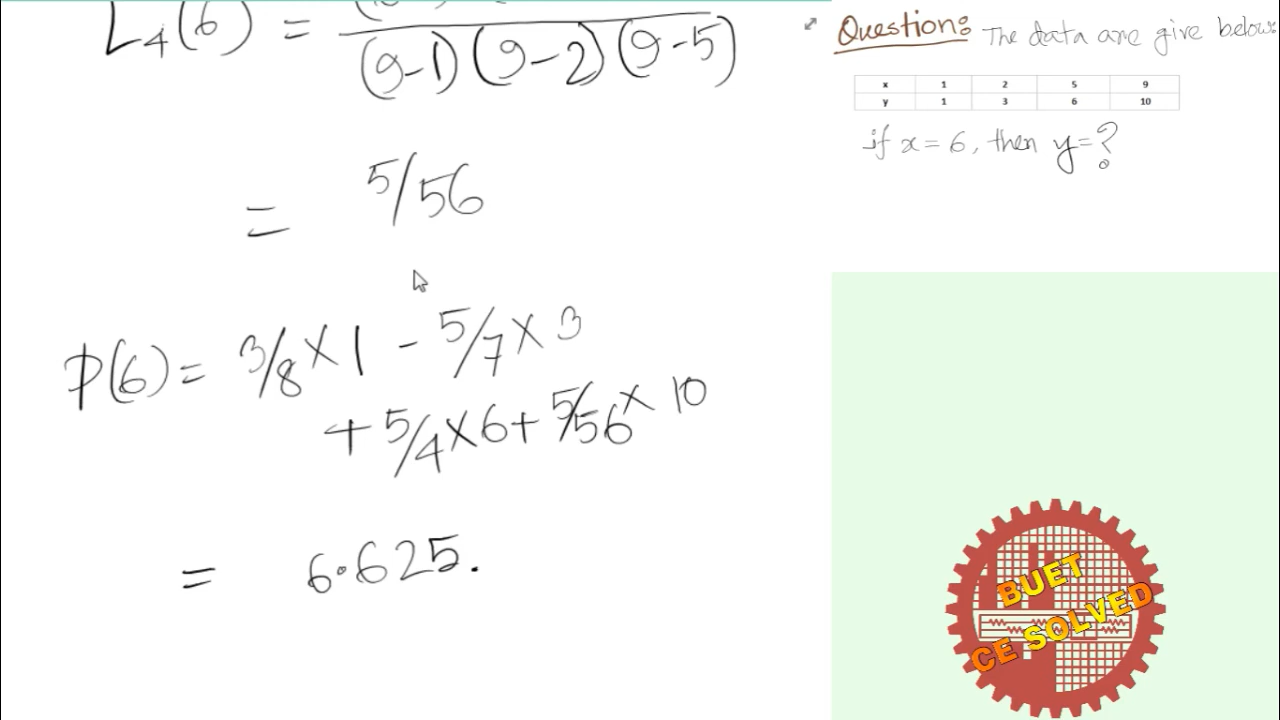 L₄(6) =
(9-1)(9-2)(9-5)
= 5/56
P(6) = 3/8 × 1 - 5/7 × 3
+ 5/4 × 6 + 5/56 × 10
= 6.625.
Question: The data are give below:
x 1 2 5 9
y 1 3 6 10
if x = 6, then y = ?
BUET
CE SOLVED